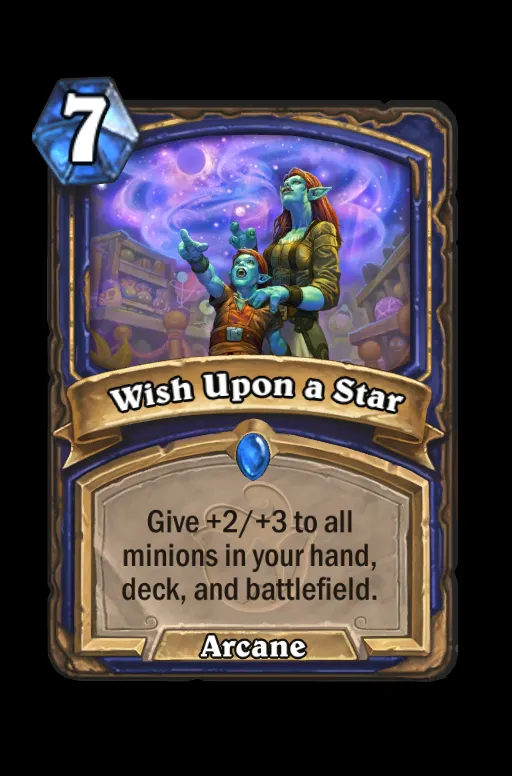 7
Wish Upon a Star
Give +2/+3 to all
minions in your hand,
deck, and battlefield.
Arcane